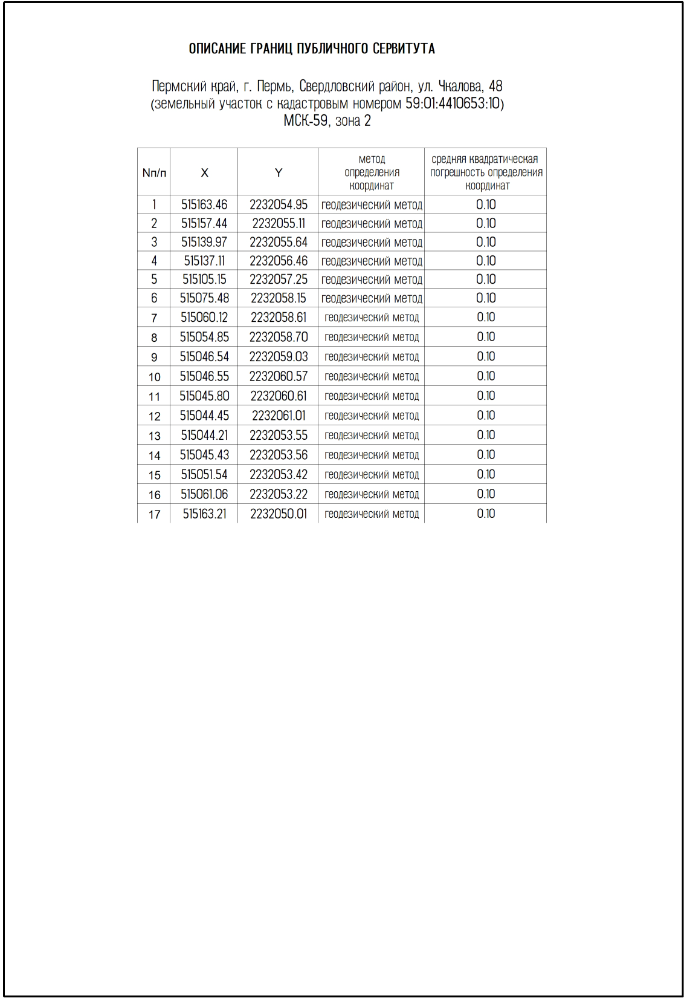 ОПИСАНИЕ ГРАНИЦ ПУБЛИЧНОГО СЕРВИТУТА
Пермский край, г. Пермь, Свердловский район, ул. Чкалова, 48
(земельный участок с кадастровым номером 59:01:4410653:10)
МСК-59, зона 2
Nп/п X Y метод определения координат средняя квадратическая погрешность определения координат
1 515163.46 2232054.95 геодезический метод 0.10
2 515157.44 2232055.11 геодезический метод 0.10
3 515139.97 2232055.64 геодезический метод 0.10
4 515137.11 2232056.46 геодезический метод 0.10
5 515105.15 2232057.25 геодезический метод 0.10
6 515075.48 2232058.15 геодезический метод 0.10
7 515060.12 2232058.61 геодезический метод 0.10
8 515054.85 2232058.70 геодезический метод 0.10
9 515046.54 2232059.03 геодезический метод 0.10
10 515046.55 2232060.57 геодезический метод 0.10
11 515045.80 2232060.61 геодезический метод 0.10
12 515044.45 2232061.01 геодезический метод 0.10
13 515044.21 2232053.55 геодезический метод 0.10
14 515045.43 2232053.56 геодезический метод 0.10
15 515051.54 2232053.42 геодезический метод 0.10
16 515061.06 2232053.22 геодезический метод 0.10
17 515163.21 2232050.01 геодезический метод 0.10